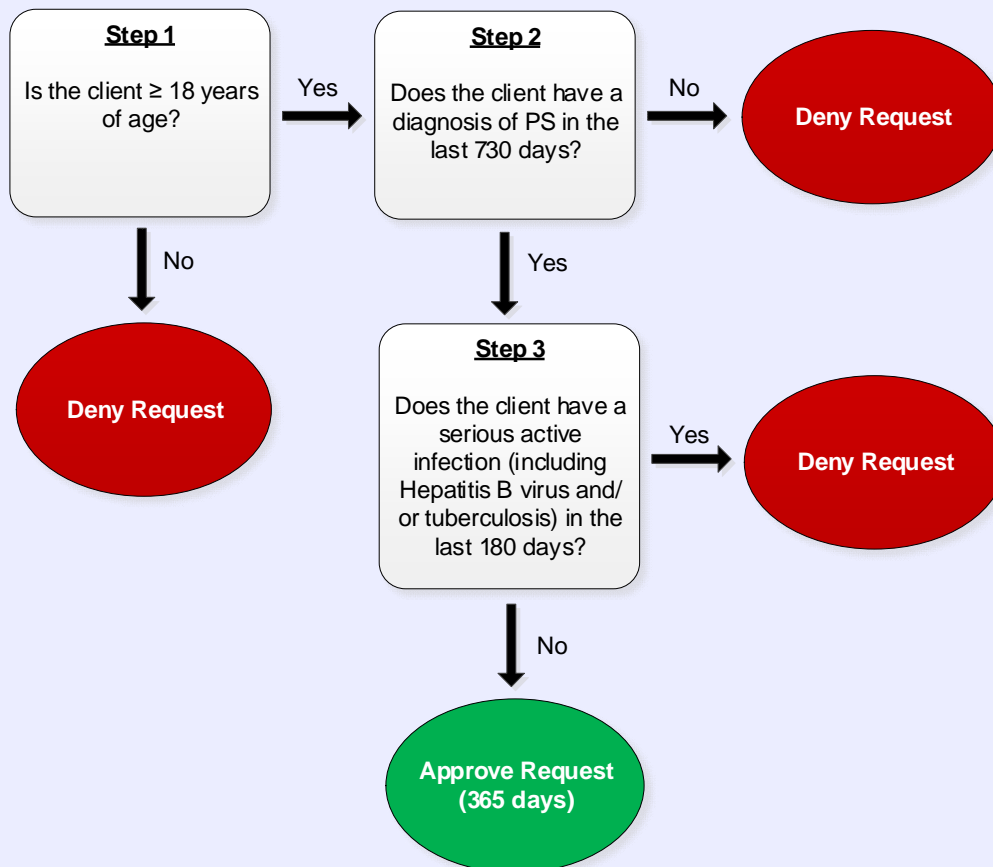 Step 1
Is the client ≥ 18 years
of age?
Yes
Step 2
Does the client have a
diagnosis of PS in the
last 730 days?
No
Deny Request
No
Deny Request
Yes
Step 3
Does the client have a
serious active
infection (including
Hepatitis B virus and/
or tuberculosis) in the
last 180 days?
Yes
Deny Request
No
Approve Request
(365 days)